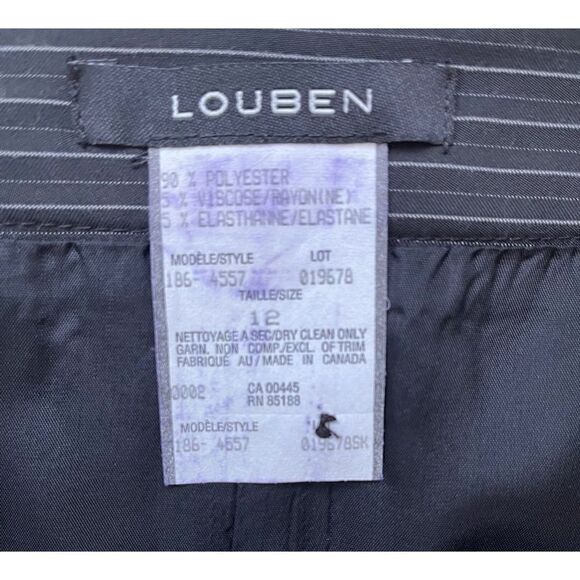 LOUBEN
90 % POLYESTER
5 % VISCOSE/RAYON(NE)
5 % ELASTHANNE/ELASTANE
MODÈLE/STYLE LOT
186- 4557 019678
TAILLE/SIZE
12
NETTOYAGE A SEC/DRY CLEAN ONLY
GARN. NON COMP/EXCL. OF TRIM
FABRIQUÉ AU/MADE IN CANADA
CA 00445
RN 85188
MODÈLE/STYLE
186- 4557 019678SK